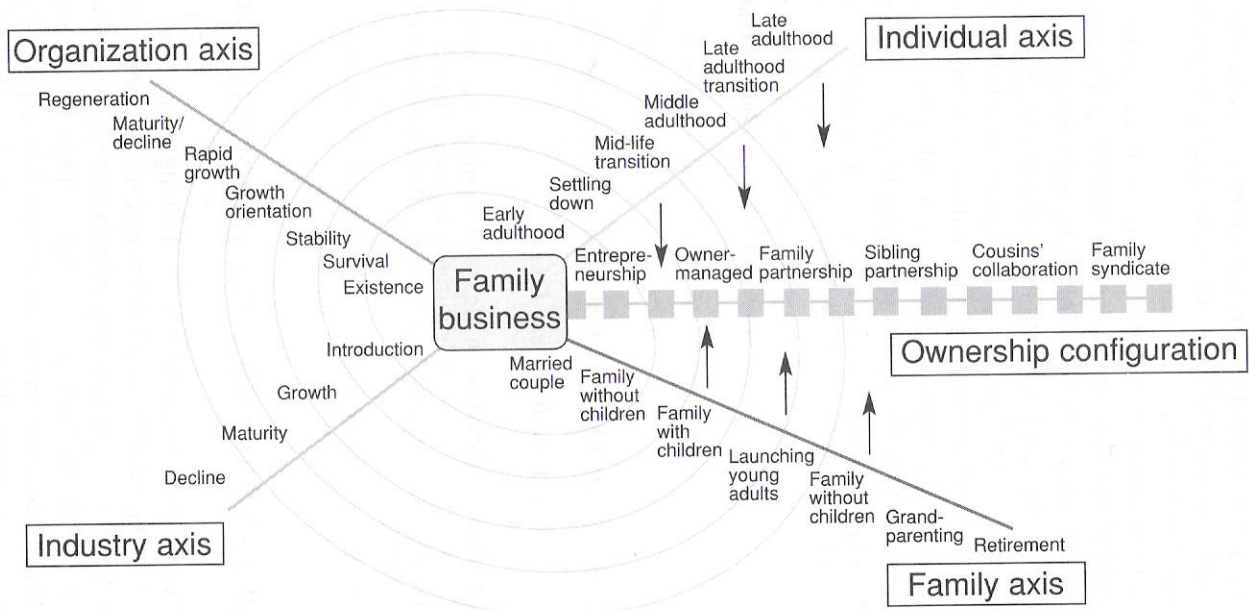 Organization axis
Regeneration
Maturity/
decline
Rapid
growth
Growth
orientation
Stability
Survival
Existence
Individual axis
Late
adulthood
Late
adulthood
transition
Middle
adulthood
Mid-life
transition
Settling
down
Early
adulthood
Family
business
Entrepre-
neurship
Owner-
managed
Family
partnership
Sibling
partnership
Cousins'
collaboration
Family
syndicate
Ownership configuration
Introduction
Growth
Maturity
Decline
Industry axis
Married
couple
Family
without
children
Family
with
children
Launching
young
adults
Family
without
children
Grand-
parenting
Retirement
Family axis